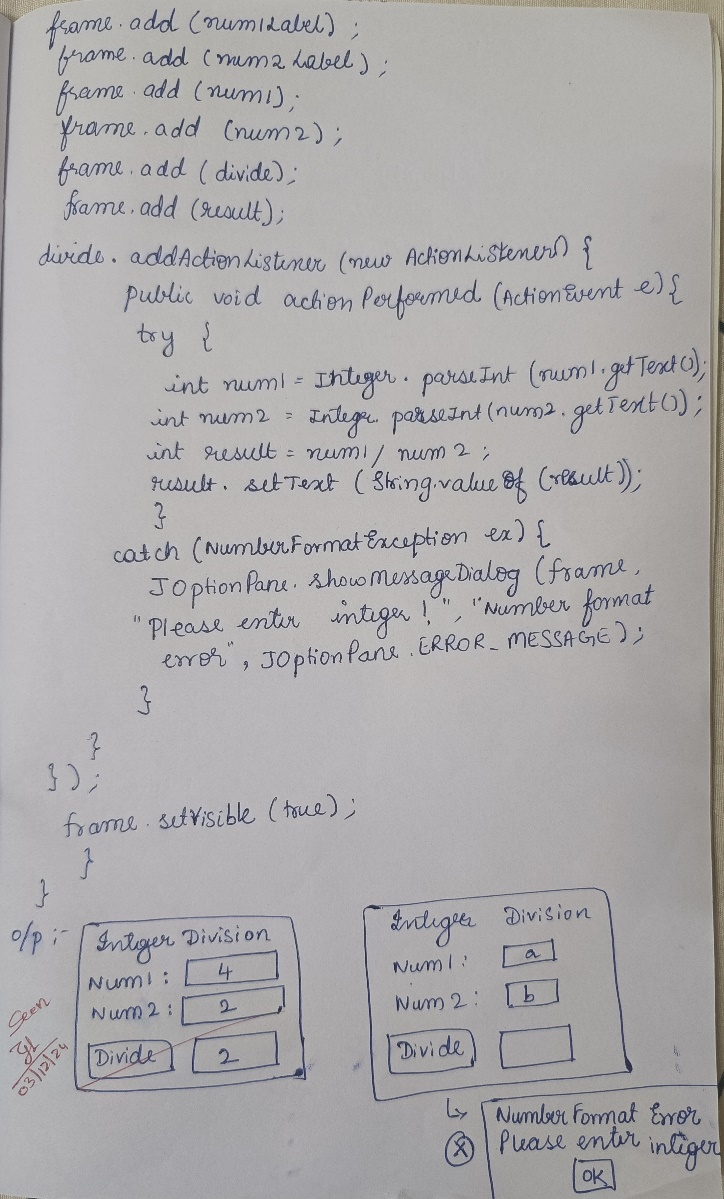 frame.add (num1Label) ;
frame.add (num2 Label) ;
frame.add (num1) ;
frame.add (num2) ;
frame.add (divide) ;
frame.add (result) ;
divide.addActionListener (new ActionListener() {
public void actionPerformed (ActionEvent e) {
try {
int num1 = Integer.parseInt (num1.getText());
int num2 = Integer.parseInt (num2.getText());
int result = num1 / num2 ;
result.setText (String.valueOf (result));
}
catch (NumberFormatException ex) {
JOptionPane.showMessageDialog (frame,
"Please enter integer!", "Number format
error", JOptionPane.ERROR_MESSAGE);
}
}
});
frame.setVisible (true);
}
}
o/p :-
Integer Division
Num1 : 4
Num2 : 2
Divide 2
Seen
03/12/24
Integer Division
Num1 : a
Num2 : b
Divide
↳ Number Format Error
ⓧ Please enter intiger
OK